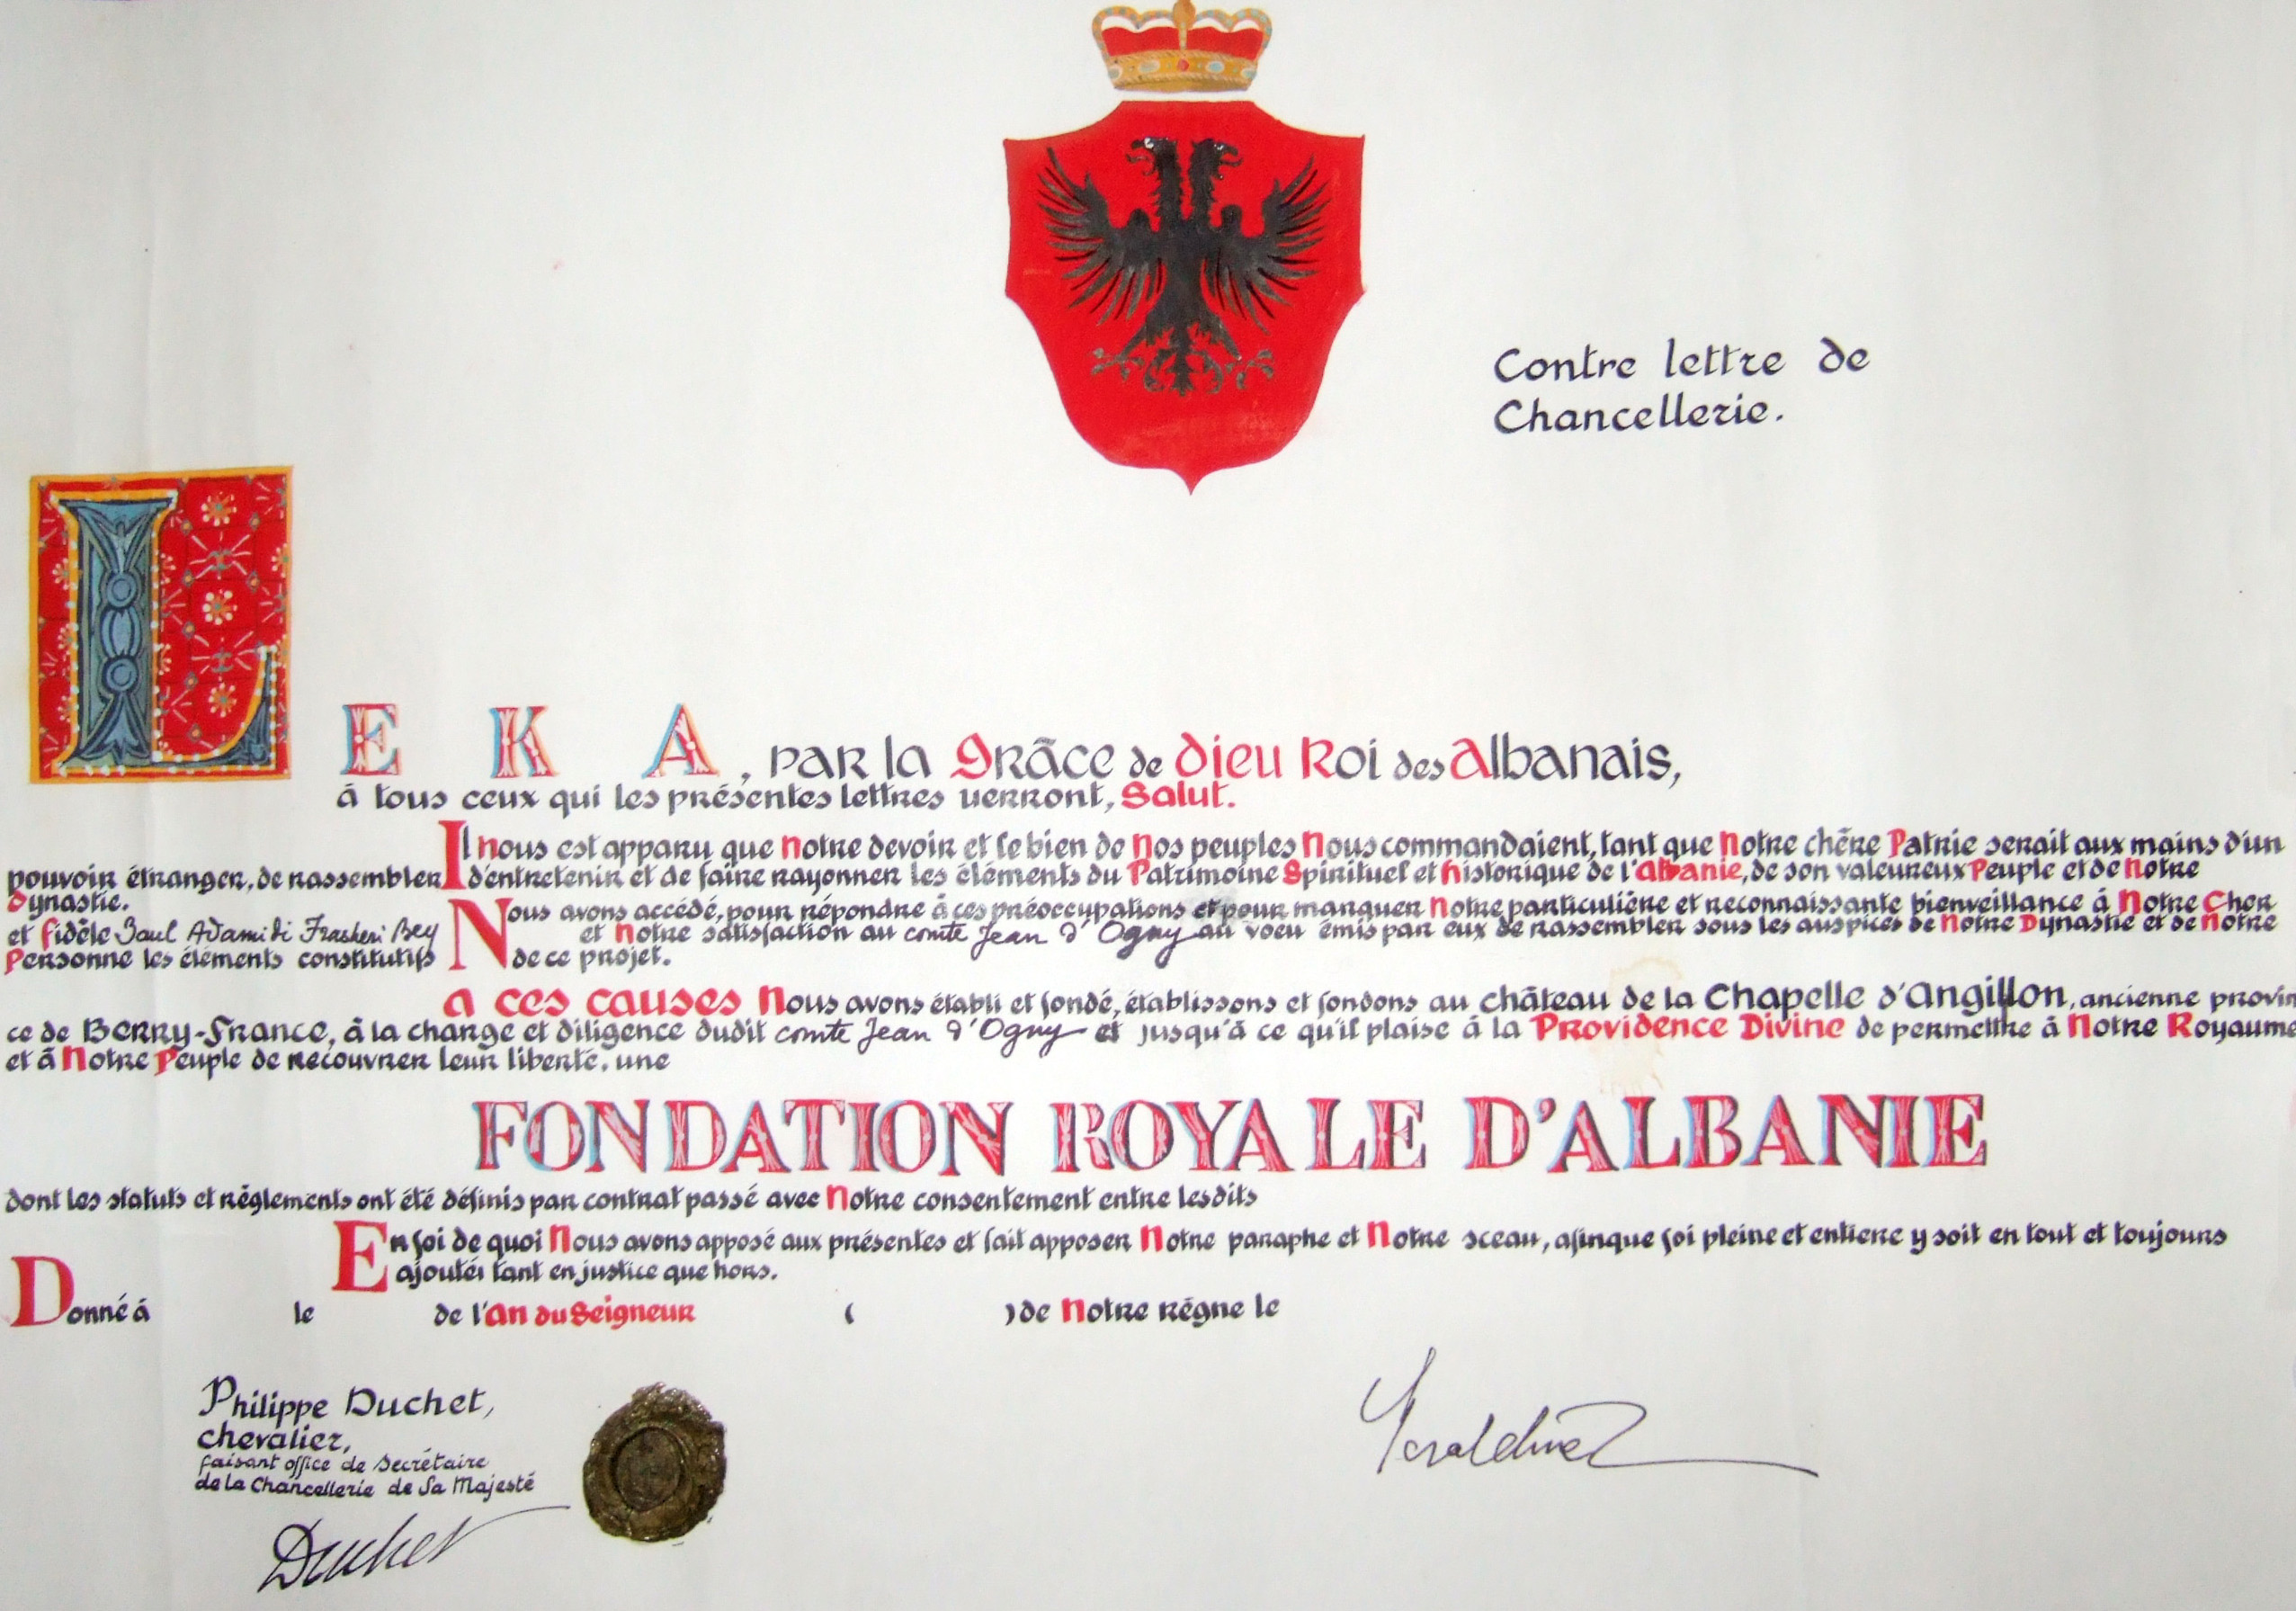 Contre lettre de
Chancellerie.
LEKA, par la Grâce de Dieu Roi des Albanais,
à tous ceux qui les présentes lettres verront, Salut.
Il Nous est apparu que Notre devoir et le bien de Nos peuples Nous commandaient, tant que Notre chère Patrie serait aux mains d'un
pouvoir étranger, de rassembler d'entretenir et de faire rayonner les éléments du Patrimoine Spirituel et historique de l'Albanie, de son valeureux Peuple et de Notre
Dynastie.
Nous avons accédé, pour répondre à ces préoccupations et pour marquer Notre particulière et reconnaissante bienveillance à Notre Cher
et fidèle Saul Adamidi Frasheri Bey et Notre satisfaction au comte Jean d'Ogny au voeu émis par eux de rassembler sous les auspices de Notre Dynastie et de Notre
Personne les éléments constitutifs de ce projet.
A ces causes Nous avons établi et fondé, établissons et fondons au château de la Chapelle d'Angillon, ancienne provin
ce de Berry-France, à la charge et diligence dudit comte Jean d'Ogny et jusqu'à ce qu'il plaise à la Providence Divine de permettre à Notre Royaume
et à Notre Peuple de recouvrer leur liberté, une
FONDATION ROYALE D'ALBANIE
dont les statuts et règlements ont été définis par contrat passé avec Notre consentement entre lesdits
En foi de quoi Nous avons apposé aux présentes et fait apposer Notre paraphe et Notre sceau, afin que foi pleine et entière y soit en tout et toujours
ajoutée tant en justice que hors.
Donné à le de l'An du Seigneur ( ) de Notre règne le
Philippe Duchet,
chevalier,
faisant office de Secrétaire
de la Chancellerie de Sa Majesté
Duchet
Geraldine